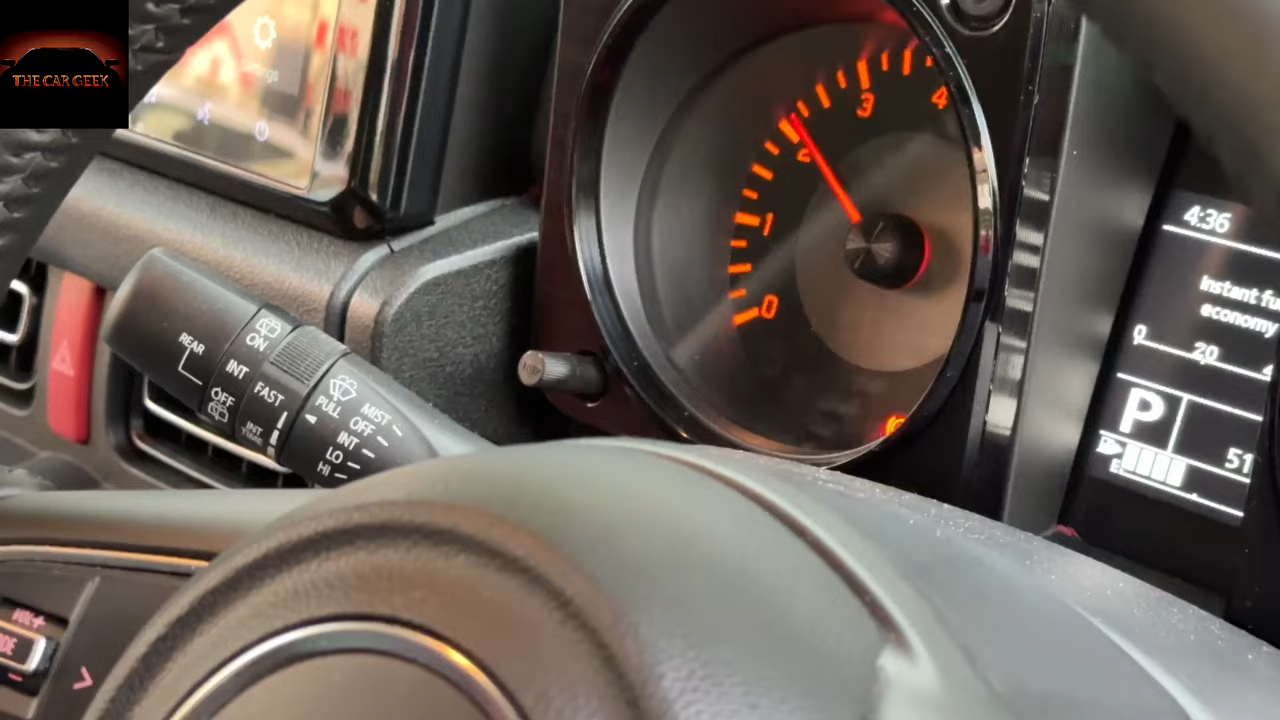 THE CAR GEEK
3
4
2
1
0
4:36
Instant fu
economy
0 20
P
51
E
REAR
ON
INT
OFF
FAST
INT
TIME
PULL
MIST
OFF
INT
LO
HI
VOL+